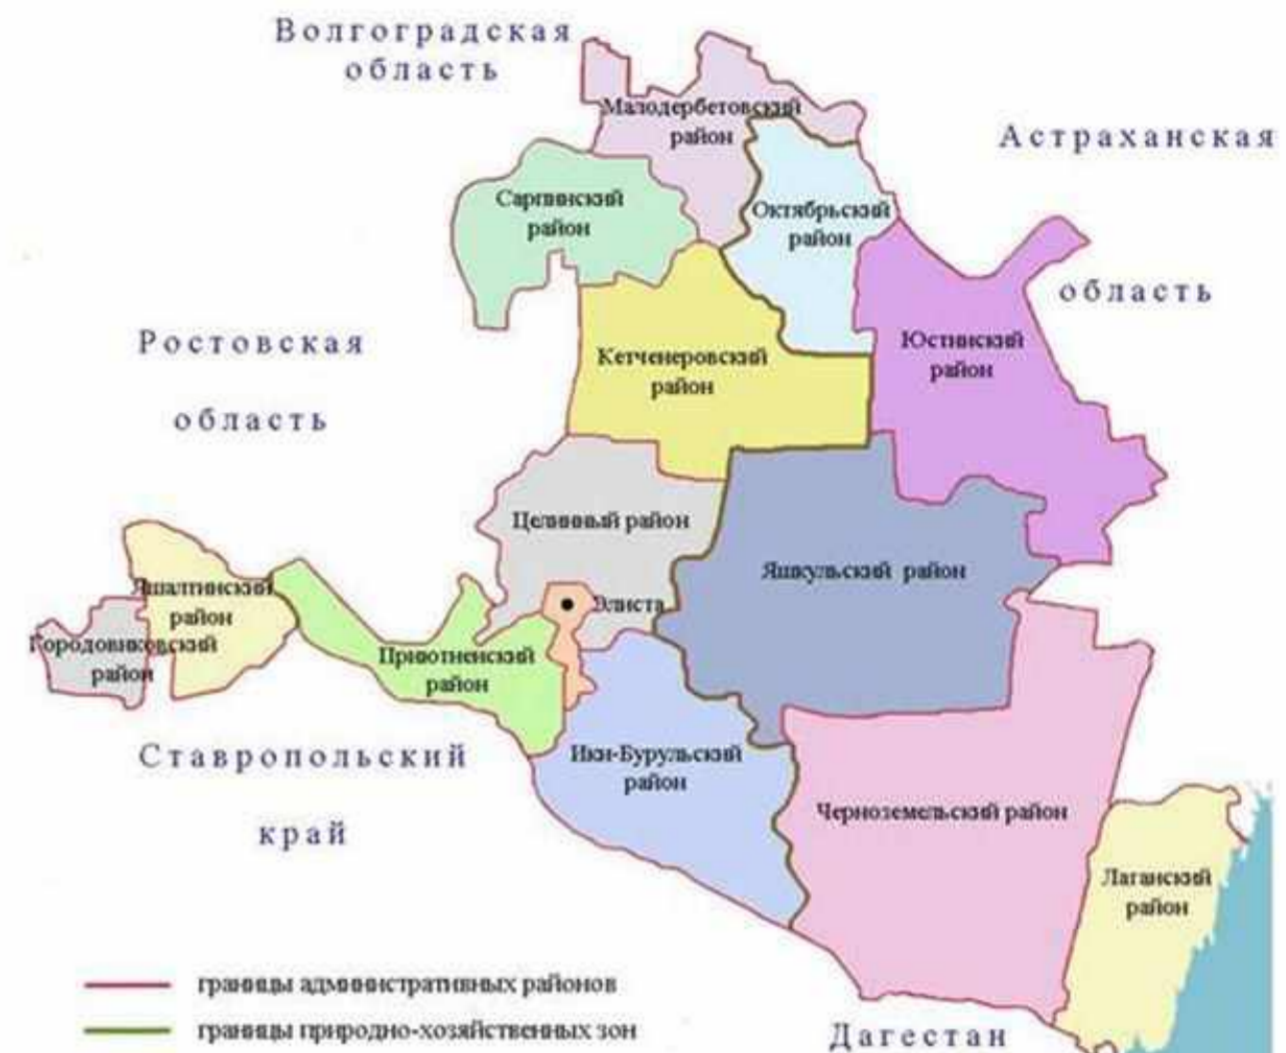 Волгоградская
область
Малодербетовский
район
Астраханская
область
Сарпинский
район
Октябрьский
район
Ростовская
область
Кетченеровский
район
Юстинский
район
Целинный район
Яшкульский район
Яшалтинский
район
Элиста
Городовиковский
район
Приютненский
район
Ставропольский
край
Ики-Бурульский
район
Черноземельский район
Лаганский
район
границы административных районов
границы природно-хозяйственных зон
Дагестан